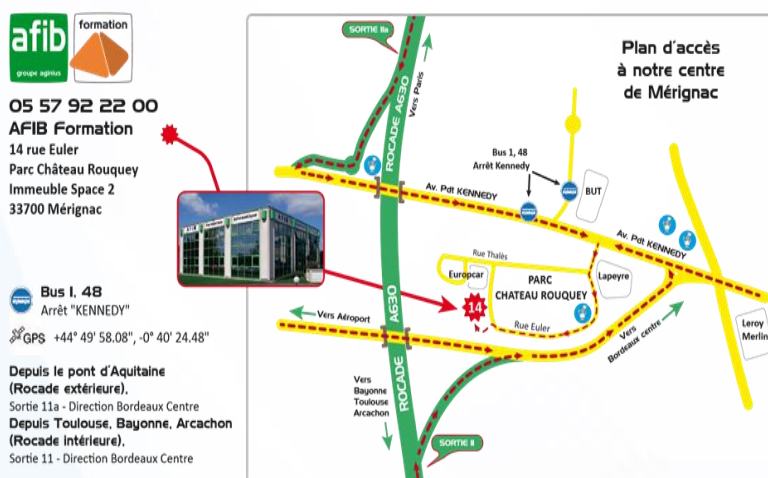 afib
groupe aginius
formation
05 57 92 22 00
AFIB Formation
14 rue Euler
Parc Château Rouquey
Immeuble Space 2
33700 Mérignac
Bus 1, 48
Arrêt "KENNEDY"
GPS +44° 49' 58.08", -0° 40' 24.48"
Depuis le pont d'Aquitaine
(Rocade extérieure),
Sortie 11a - Direction Bordeaux Centre
Depuis Toulouse, Bayonne, Arcachon
(Rocade intérieure),
Sortie 11 - Direction Bordeaux Centre
Plan d'accès
à notre centre
de Mérignac
SORTIE 11a
ROCADE A630
Vers Paris
Bus 1, 48
Arrêt Kennedy
BUT
Av. Pdt KENNEDY
Av. Pdt KENNEDY
Rue Thalès
Europcar
PARC
CHATEAU ROUQUEY
Lapeyre
14
Rue Euler
AFIB
Vers Aéroport
ROCADE A630
Vers
Bordeaux centre
Leroy
Merlin
Vers
Bayonne
Toulouse
Arcachon
SORTIE 11